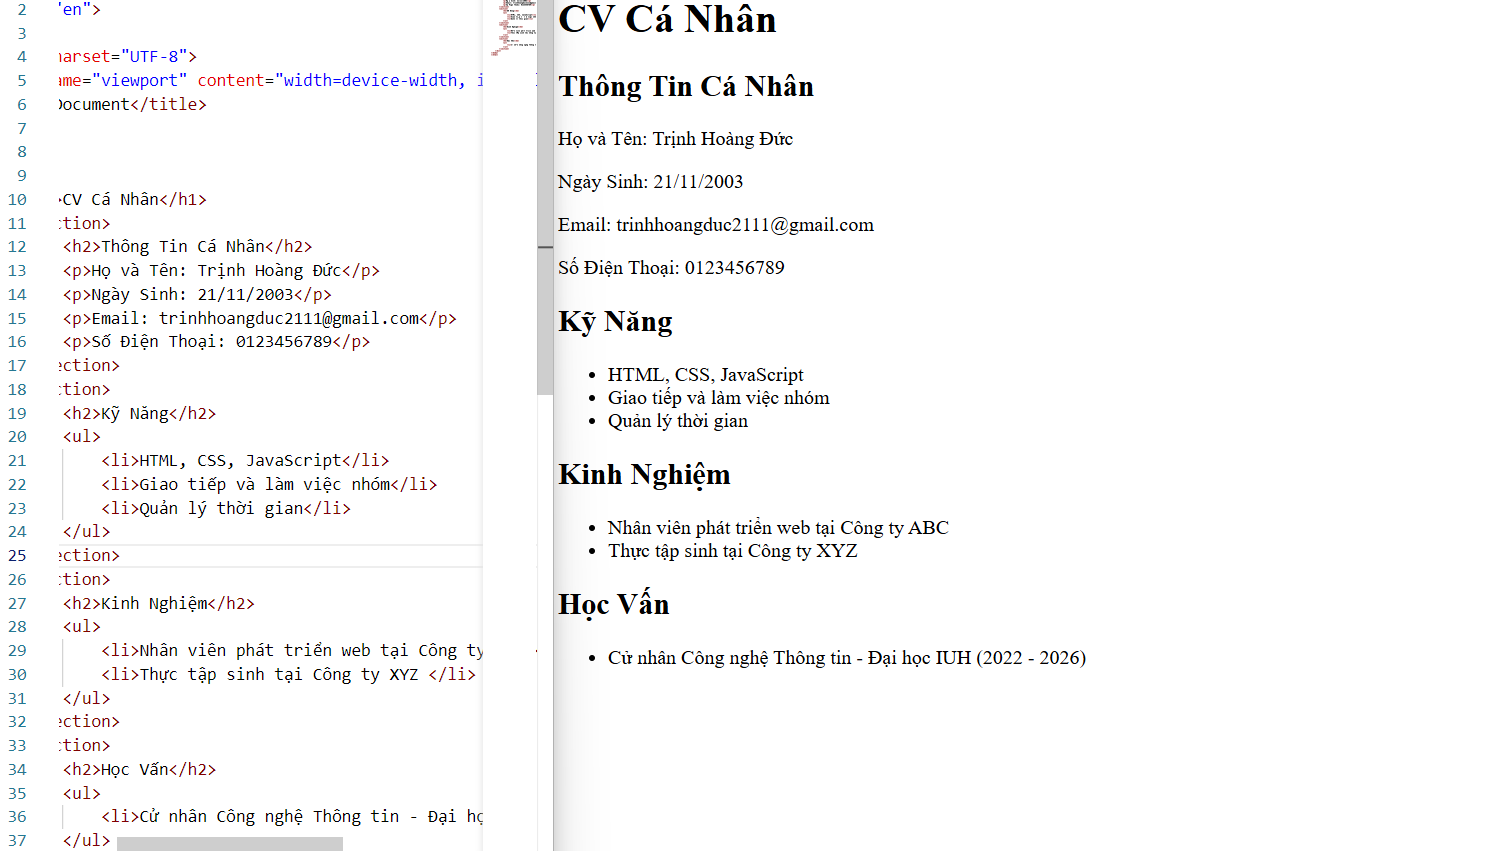 2 "en">
3
4 harset="UTF-8">
5 ame="viewport" content="width=device-width, i
6 Document</title>
7
8
9
10 >CV Cá Nhân</h1>
11 ction>
12 <h2>Thông Tin Cá Nhân</h2>
13 <p>Họ và Tên: Trịnh Hoàng Đức</p>
14 <p>Ngày Sinh: 21/11/2003</p>
15 <p>Email: trinhhoangduc2111@gmail.com</p>
16 <p>Số Điện Thoại: 0123456789</p>
17 ection>
18 ction>
19 <h2>Kỹ Năng</h2>
20 <ul>
21 <li>HTML, CSS, JavaScript</li>
22 <li>Giao tiếp và làm việc nhóm</li>
23 <li>Quản lý thời gian</li>
24 </ul>
25 ection>
26 ction>
27 <h2>Kinh Nghiệm</h2>
28 <ul>
29 <li>Nhân viên phát triển web tại Công ty
30 <li>Thực tập sinh tại Công ty XYZ </li>
31 </ul>
32 ection>
33 ction>
34 <h2>Học Vấn</h2>
35 <ul>
36 <li>Cử nhân Công nghệ Thông tin - Đại họ
37 </ul>
CV Cá Nhân
Thông Tin Cá Nhân
Họ và Tên: Trịnh Hoàng Đức
Ngày Sinh: 21/11/2003
Email: trinhhoangduc2111@gmail.com
Số Điện Thoại: 0123456789
Kỹ Năng
• HTML, CSS, JavaScript
• Giao tiếp và làm việc nhóm
• Quản lý thời gian
Kinh Nghiệm
• Nhân viên phát triển web tại Công ty ABC
• Thực tập sinh tại Công ty XYZ
Học Vấn
• Cử nhân Công nghệ Thông tin - Đại học IUH (2022 - 2026)